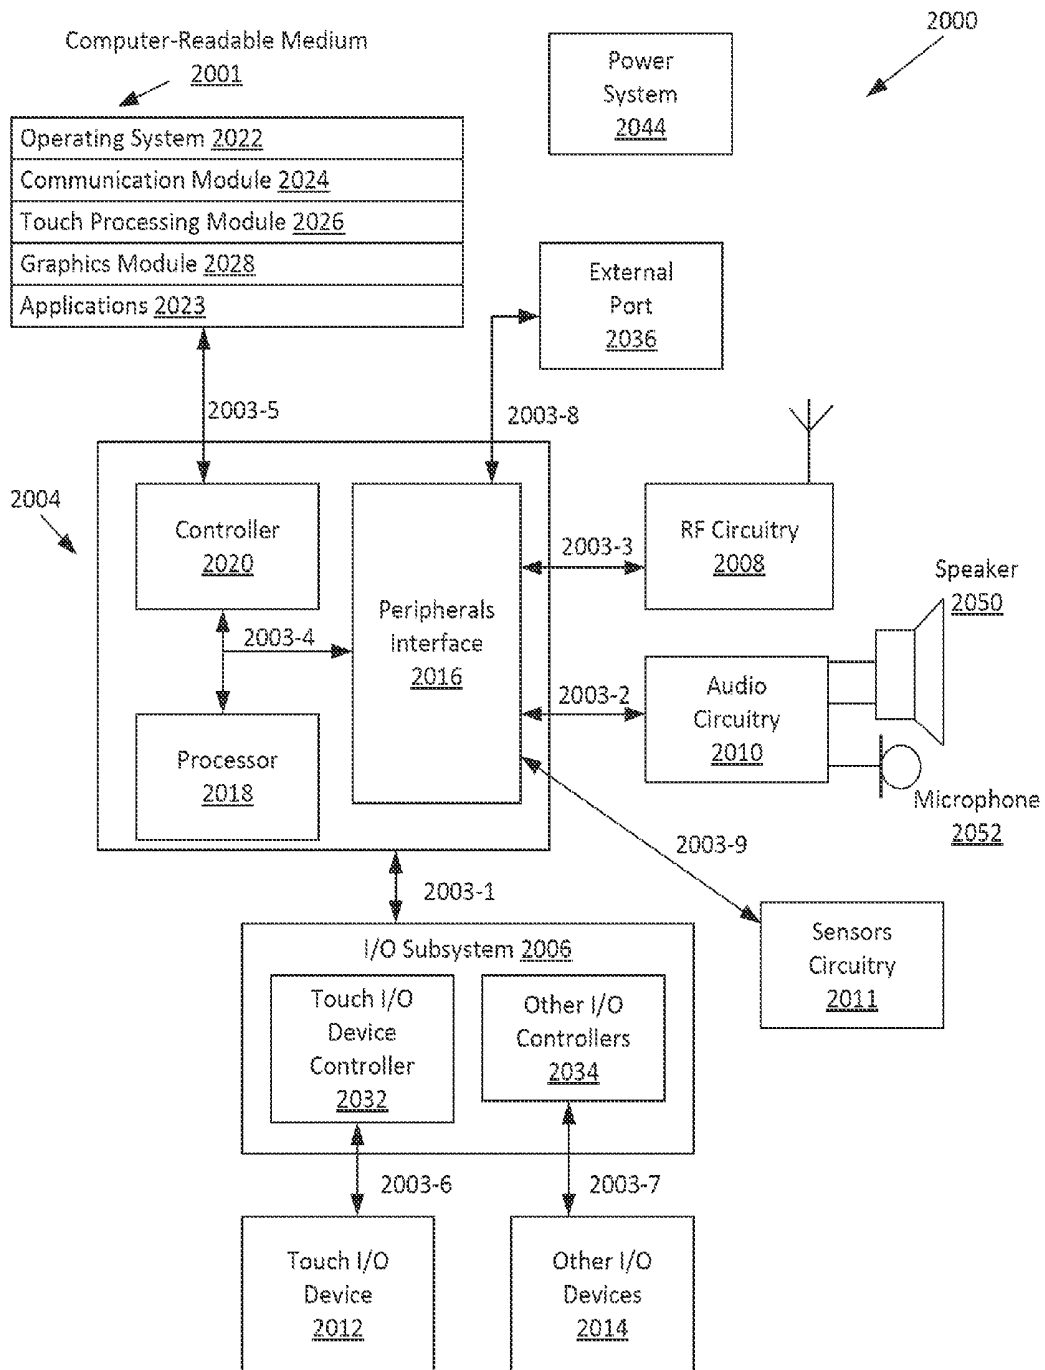 2000
Computer-Readable Medium
2001
Power
System
2044
Operating System 2022
Communication Module 2024
Touch Processing Module 2026
Graphics Module 2028
Applications 2023
External
Port
2036
2003-5
2003-8
2004
Controller
2020
Peripherals
Interface
2016
2003-3
RF Circuitry
2008
Speaker
2050
2003-4
2003-2
Audio
Circuitry
2010
Processor
2018
Microphone
2052
2003-9
2003-1
Sensors
Circuitry
2011
I/O Subsystem 2006
Touch I/O
Device
Controller
2032
Other I/O
Controllers
2034
2003-6
2003-7
Touch I/O
Device
2012
Other I/O
Devices
2014